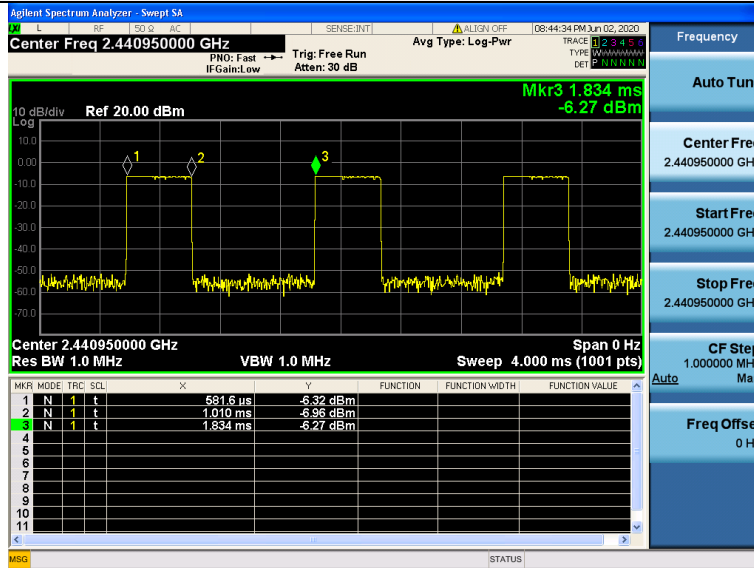 Agilent Spectrum Analyzer - Swept SA
LXI L RF 50 Ω AC SENSE:INT ALIGN OFF 08:44:34 PM Jun 02, 2020
Center Freq 2.440950000 GHz
PNO: Fast
IFGain:Low
Trig: Free Run
Atten: 30 dB
Avg Type: Log-Pwr
TRACE 1 2 3 4 5 6
TYPE WWWWWW
DET P N N N N N
Mkr3 1.834 ms
-6.27 dBm
10 dB/div Ref 20.00 dBm
Log
10.0
0.00
-10.0
-20.0
-30.0
-40.0
-50.0
-60.0
-70.0
1
2
3
Center 2.440950000 GHz Span 0 Hz
Res BW 1.0 MHz VBW 1.0 MHz Sweep 4.000 ms (1001 pts)
MKR MODE TRC SCL X Y FUNCTION FUNCTION WIDTH FUNCTION VALUE
1 N 1 t 581.6 µs -6.32 dBm
2 N 1 t 1.010 ms -6.96 dBm
3 N 1 t 1.834 ms -6.27 dBm
4
5
6
7
8
9
10
11
MSG STATUS
Frequency
Auto Tun
Center Fre
2.440950000 GH
Start Fre
2.440950000 GH
Stop Fre
2.440950000 GH
CF Ste
1.000000 MH
Auto Ma
Freq Offse
0 H